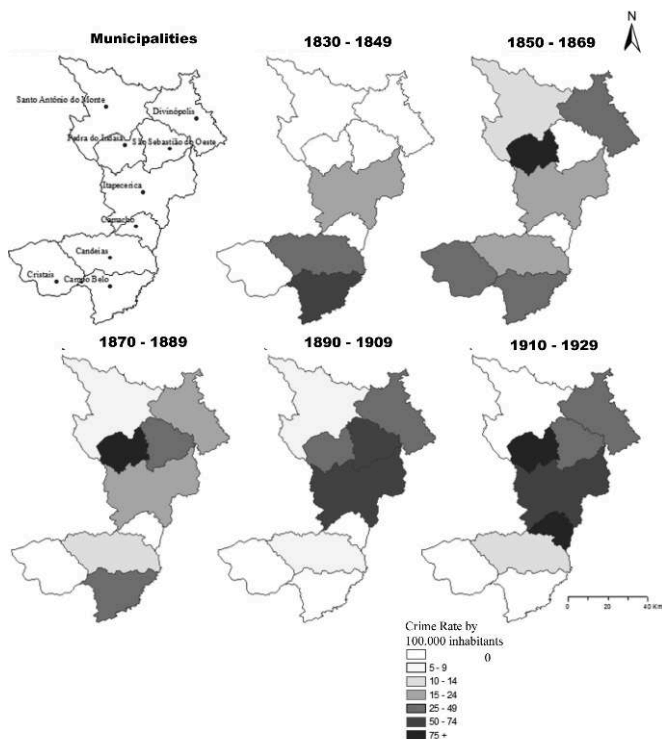 Municipalities
1830 - 1849
1850 - 1869
N
Santo Antônio do Monte
Divinópolis
Pedra do Indaiá
São Sebastião do Oeste
Itapecerica
Camacho
Candeias
Cristais
Campo Belo
1870 - 1889
1890 - 1909
1910 - 1929
0 20 40 Km
Crime Rate by
100.000 inhabitants
0
5 - 9
10 - 14
15 - 24
25 - 49
50 - 74
75 +